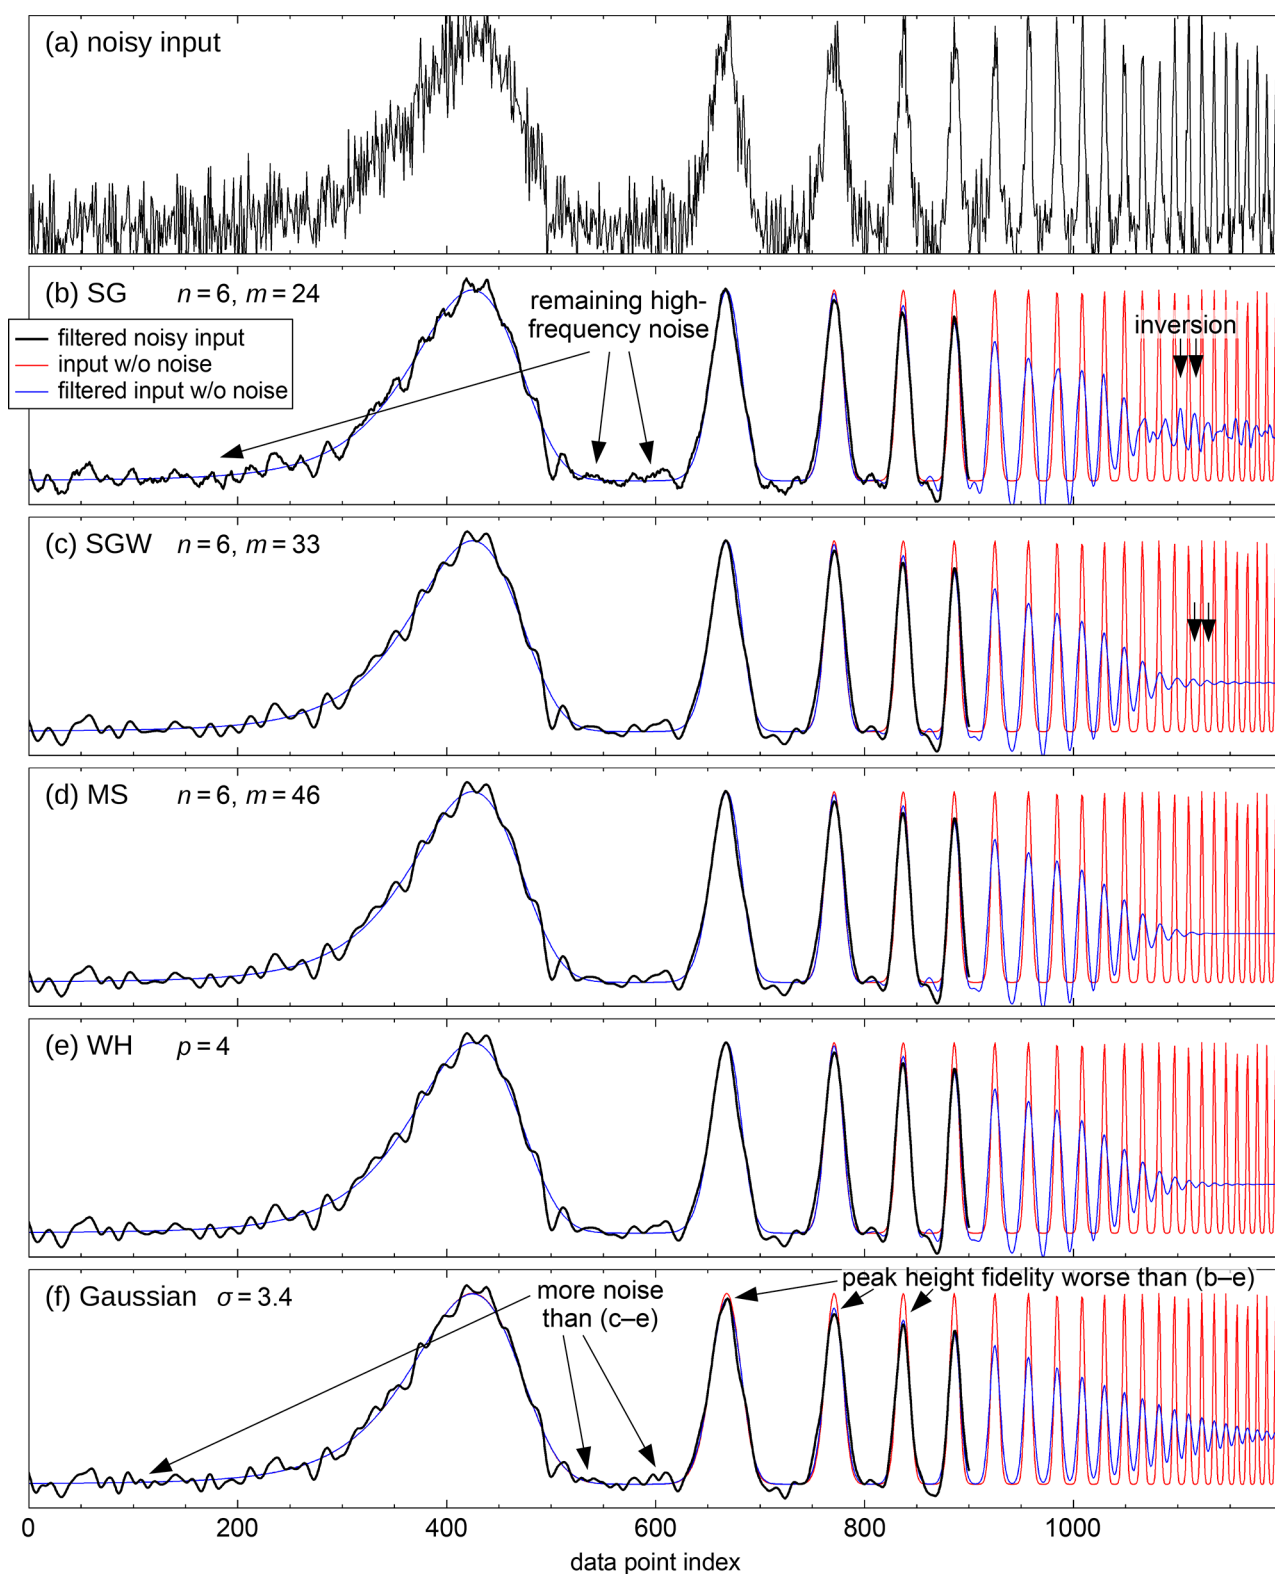 (a) noisy input
(b) SG n = 6, m = 24
remaining high-
frequency noise
inversion
filtered noisy input
input w/o noise
filtered input w/o noise
(c) SGW n = 6, m = 33
(d) MS n = 6, m = 46
(e) WH p = 4
(f) Gaussian σ = 3.4
more noise
than (c–e)
peak height fidelity worse than (b–e)
0 200 400 600 800 1000
data point index